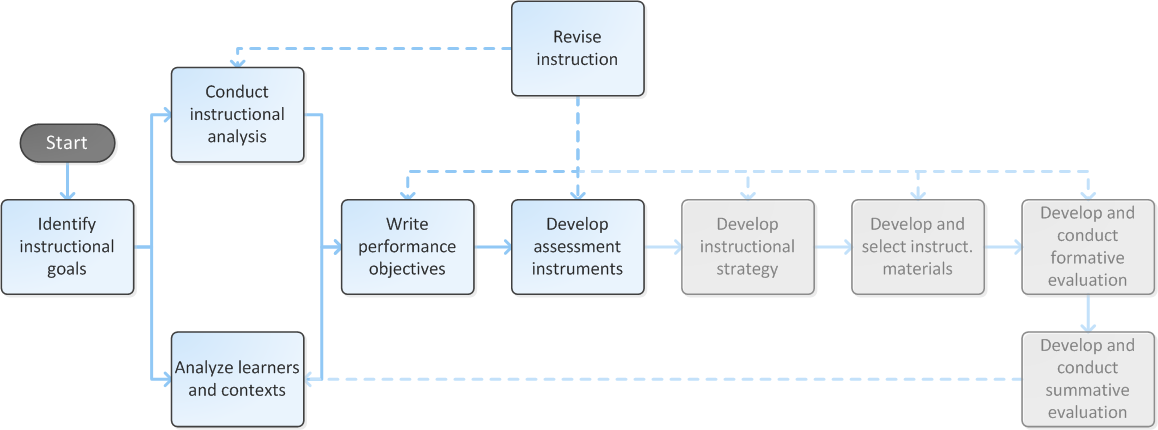 Revise
instruction
Conduct
instructional
analysis
Start
Identify
instructional
goals
Write
performance
objectives
Develop
assessment
instruments
Develop
instructional
strategy
Develop and
select instruct.
materials
Develop and
conduct
formative
evaluation
Analyze learners
and contexts
Develop and
conduct
summative
evaluation